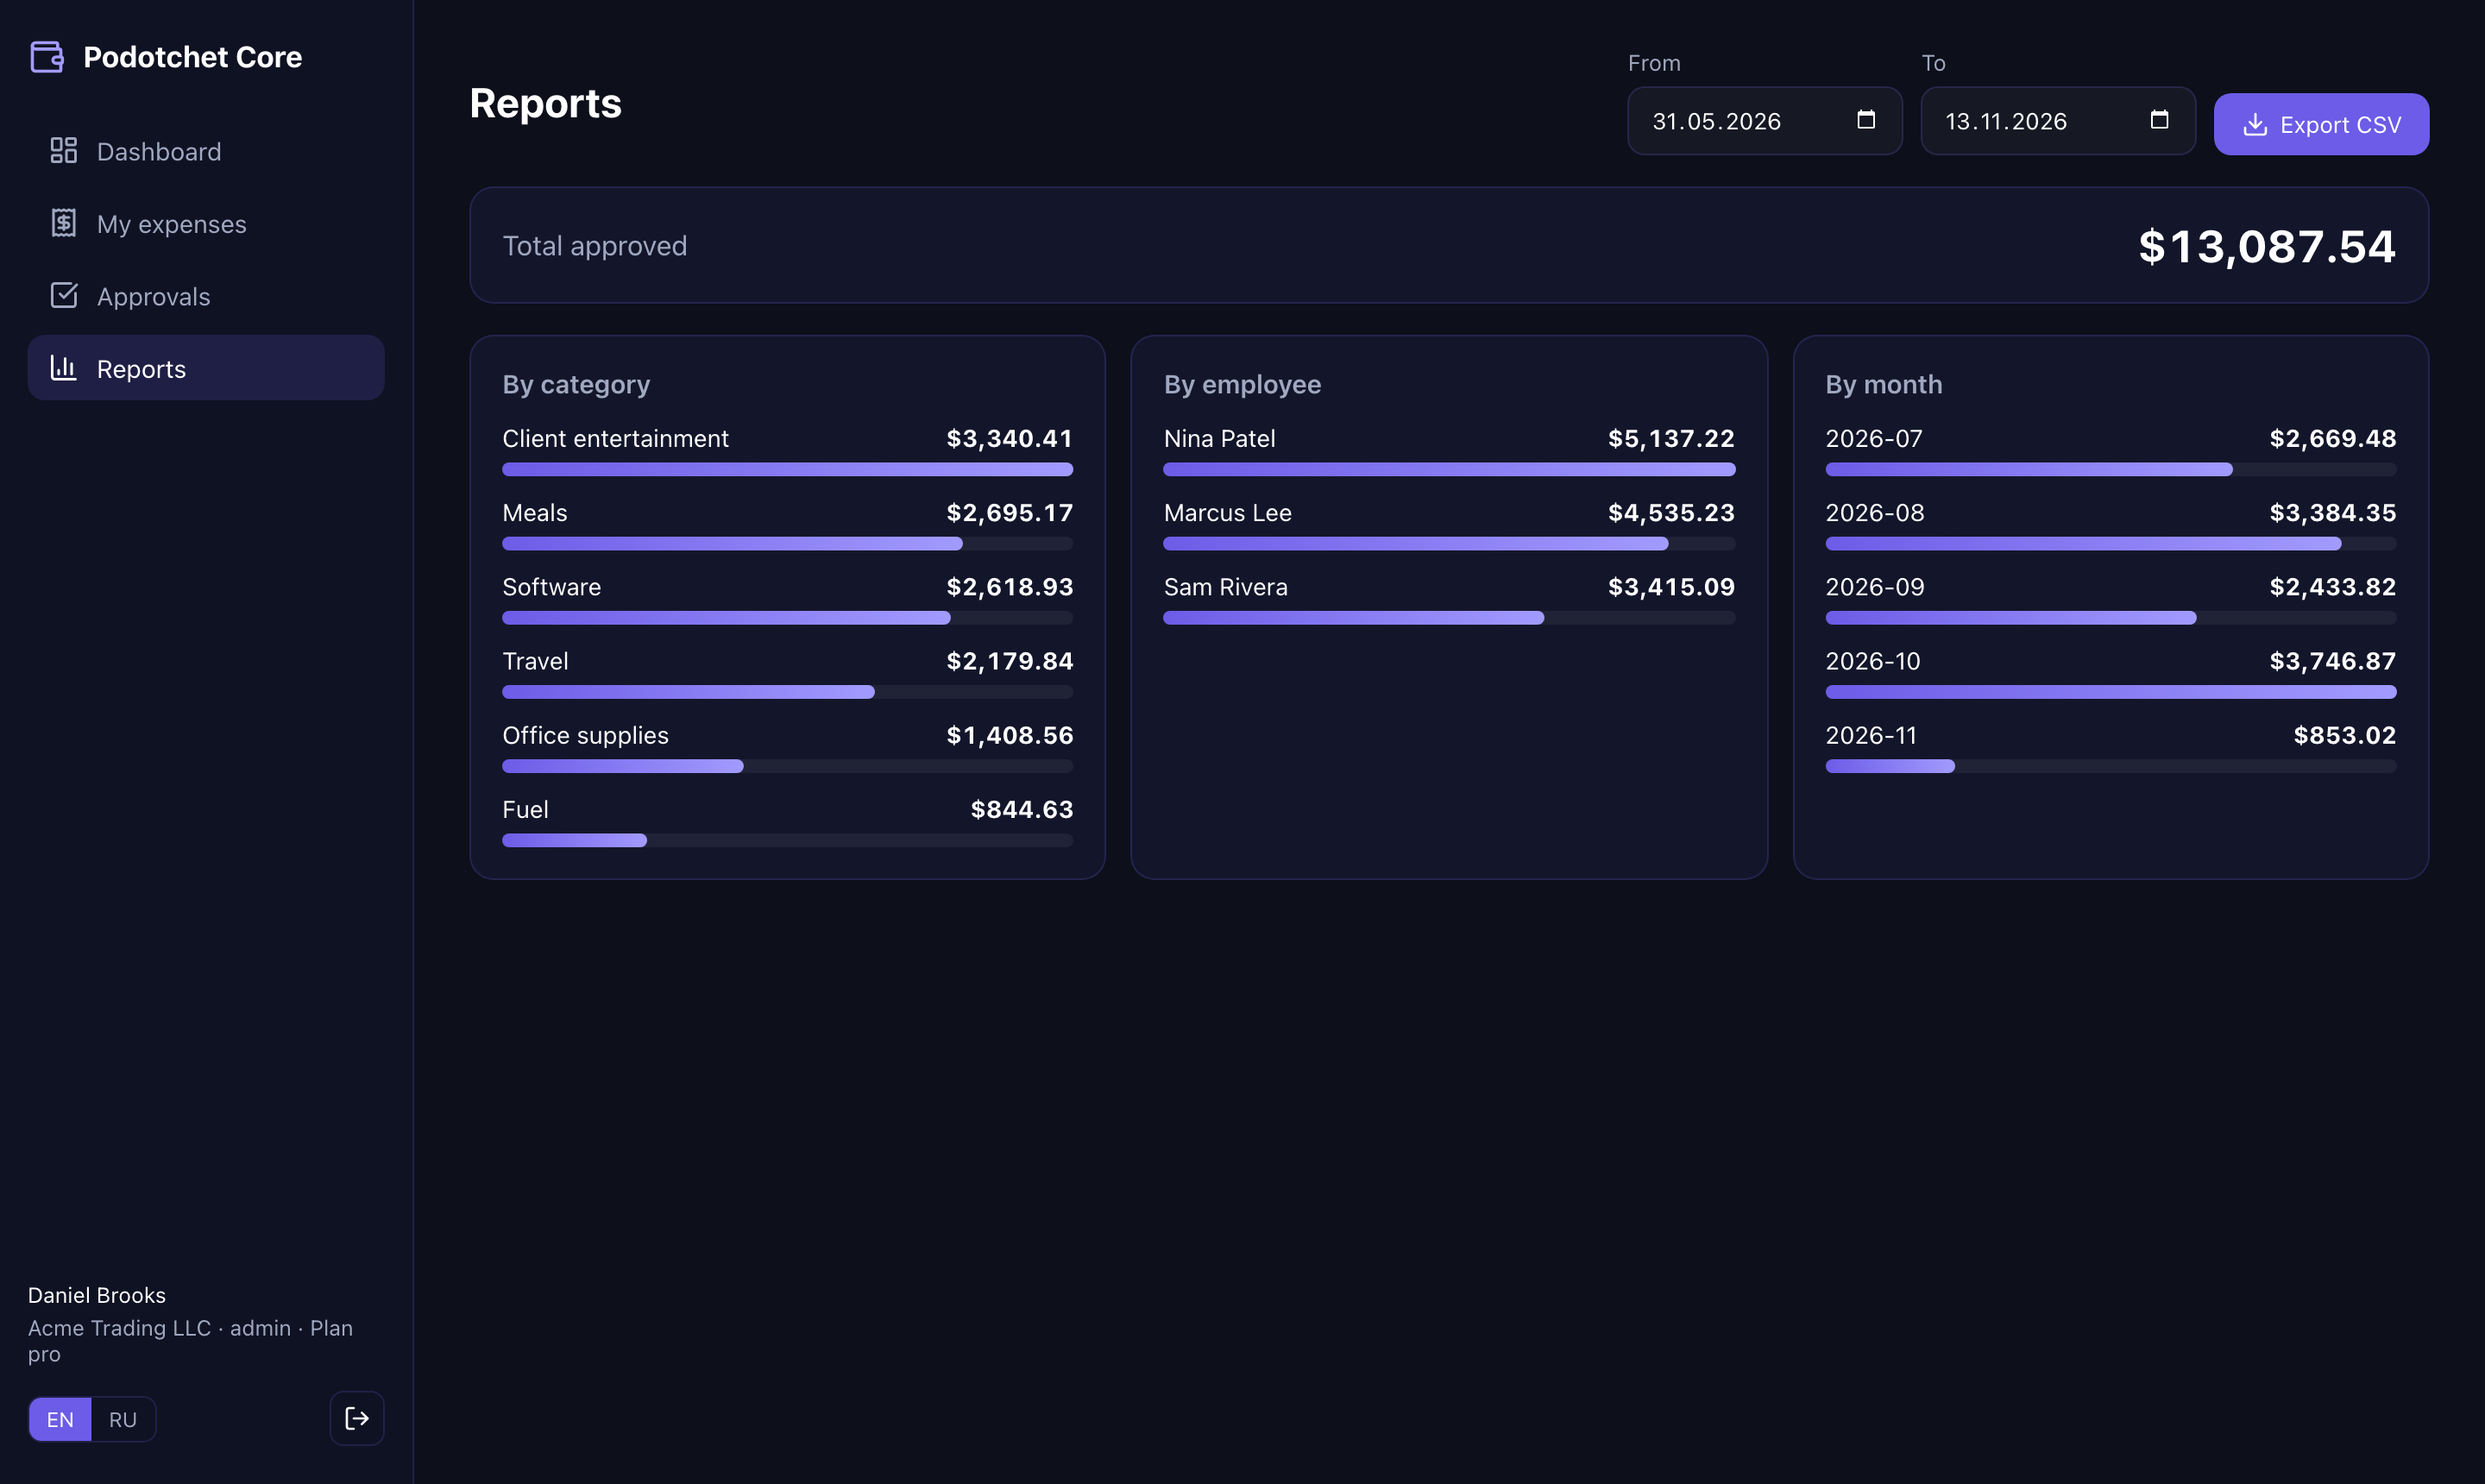 Podotchet Core
Dashboard
My expenses
Approvals
Reports
Daniel Brooks
Acme Trading LLC · admin · Plan
pro
EN RU
Reports
From To
31.05.2026 13.11.2026 Export CSV
Total approved $13,087.54
By category
Client entertainment $3,340.41
Meals $2,695.17
Software $2,618.93
Travel $2,179.84
Office supplies $1,408.56
Fuel $844.63
By employee
Nina Patel $5,137.22
Marcus Lee $4,535.23
Sam Rivera $3,415.09
By month
2026-07 $2,669.48
2026-08 $3,384.35
2026-09 $2,433.82
2026-10 $3,746.87
2026-11 $853.02